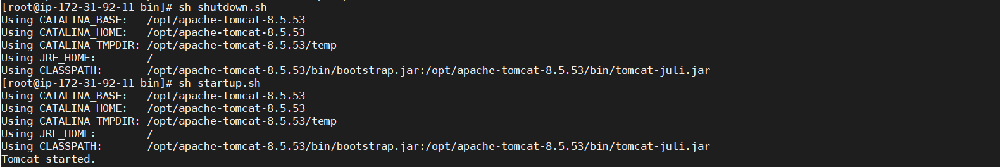 [root@ip-172-31-92-11 bin]# sh shutdown.sh
Using CATALINA_BASE:   /opt/apache-tomcat-8.5.53
Using CATALINA_HOME:   /opt/apache-tomcat-8.5.53
Using CATALINA_TMPDIR: /opt/apache-tomcat-8.5.53/temp
Using JRE_HOME:        /
Using CLASSPATH:       /opt/apache-tomcat-8.5.53/bin/bootstrap.jar:/opt/apache-tomcat-8.5.53/bin/tomcat-juli.jar
[root@ip-172-31-92-11 bin]# sh startup.sh
Using CATALINA_BASE:   /opt/apache-tomcat-8.5.53
Using CATALINA_HOME:   /opt/apache-tomcat-8.5.53
Using CATALINA_TMPDIR: /opt/apache-tomcat-8.5.53/temp
Using JRE_HOME:        /
Using CLASSPATH:       /opt/apache-tomcat-8.5.53/bin/bootstrap.jar:/opt/apache-tomcat-8.5.53/bin/tomcat-juli.jar
Tomcat started.